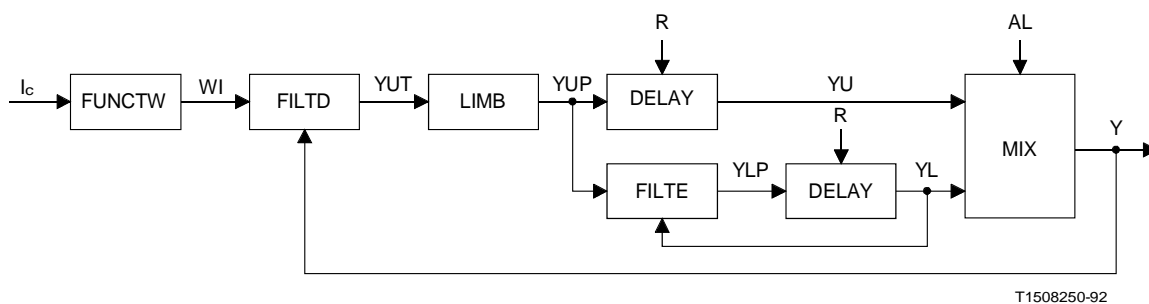 R
AL
Ic
FUNCTW
WI
FILTD
YUT
LIMB
YUP
DELAY
YU
R
MIX
Y
FILTE
YLP
DELAY
YL
T1508250-92